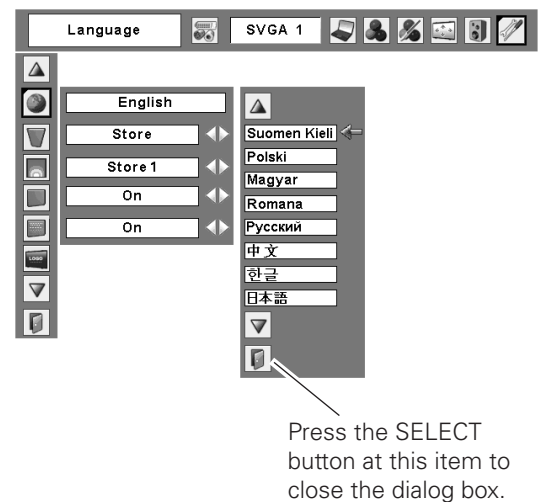 Language
SVGA 1
English
Store
Store 1
On
On
Suomen Kieli
Polski
Magyar
Romana
Русский
中文
한글
日本語
LOGO
Press the SELECT
button at this item to
close the dialog box.